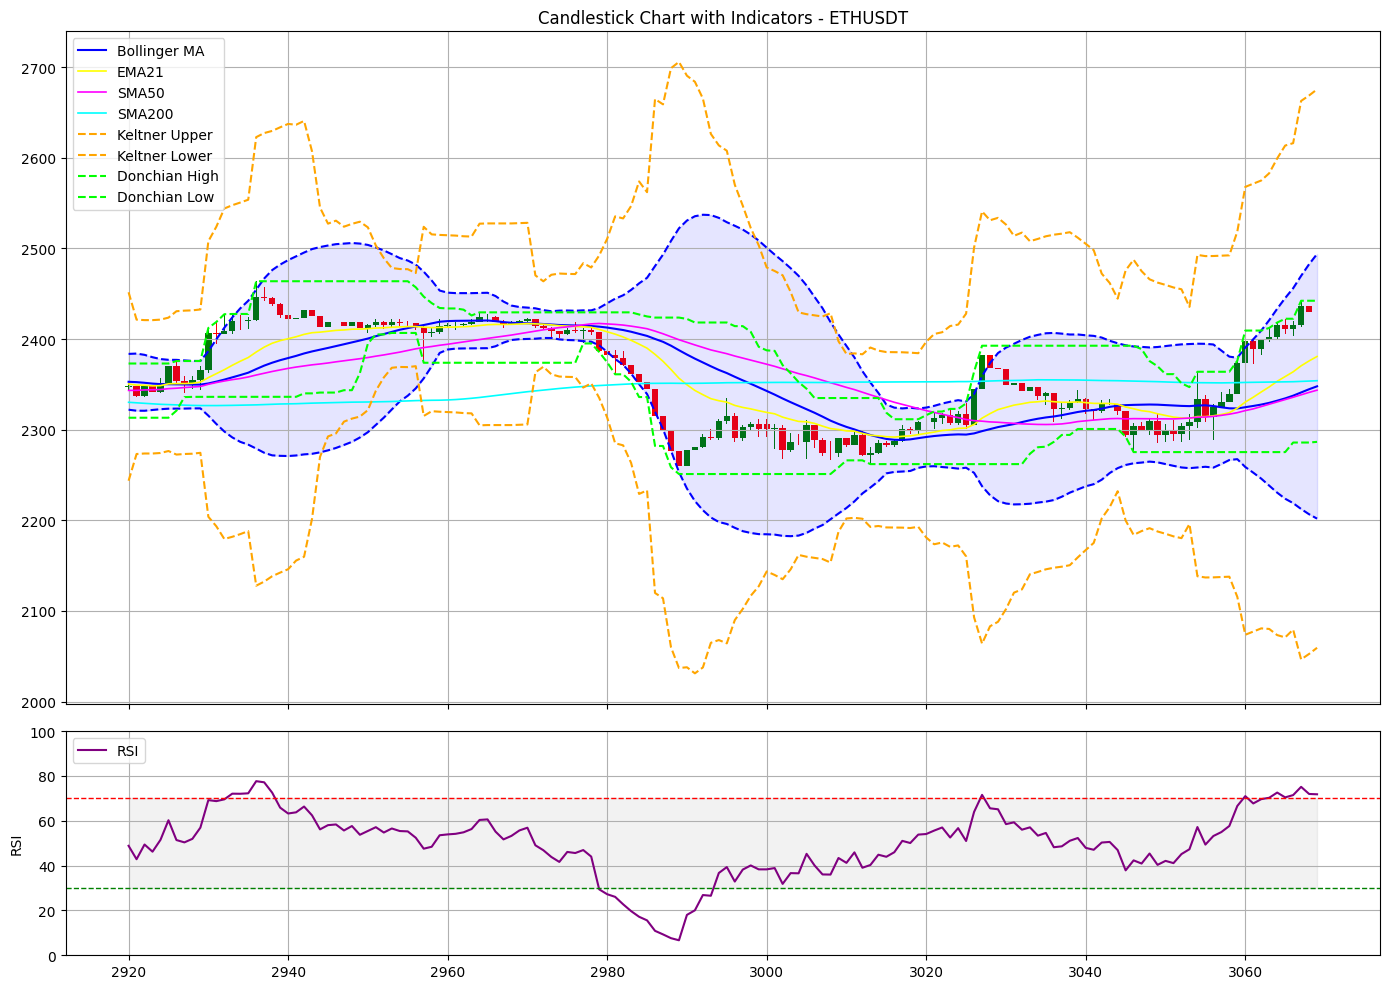 Candlestick Chart with Indicators - ETHUSDT
Bollinger MA
EMA21
SMA50
SMA200
Keltner Upper
Keltner Lower
Donchian High
Donchian Low
2700
2600
2500
2400
2300
2200
2100
2000
RSI
100
80
60
40
20
0
RSI
2920
2940
2960
2980
3000
3020
3040
3060